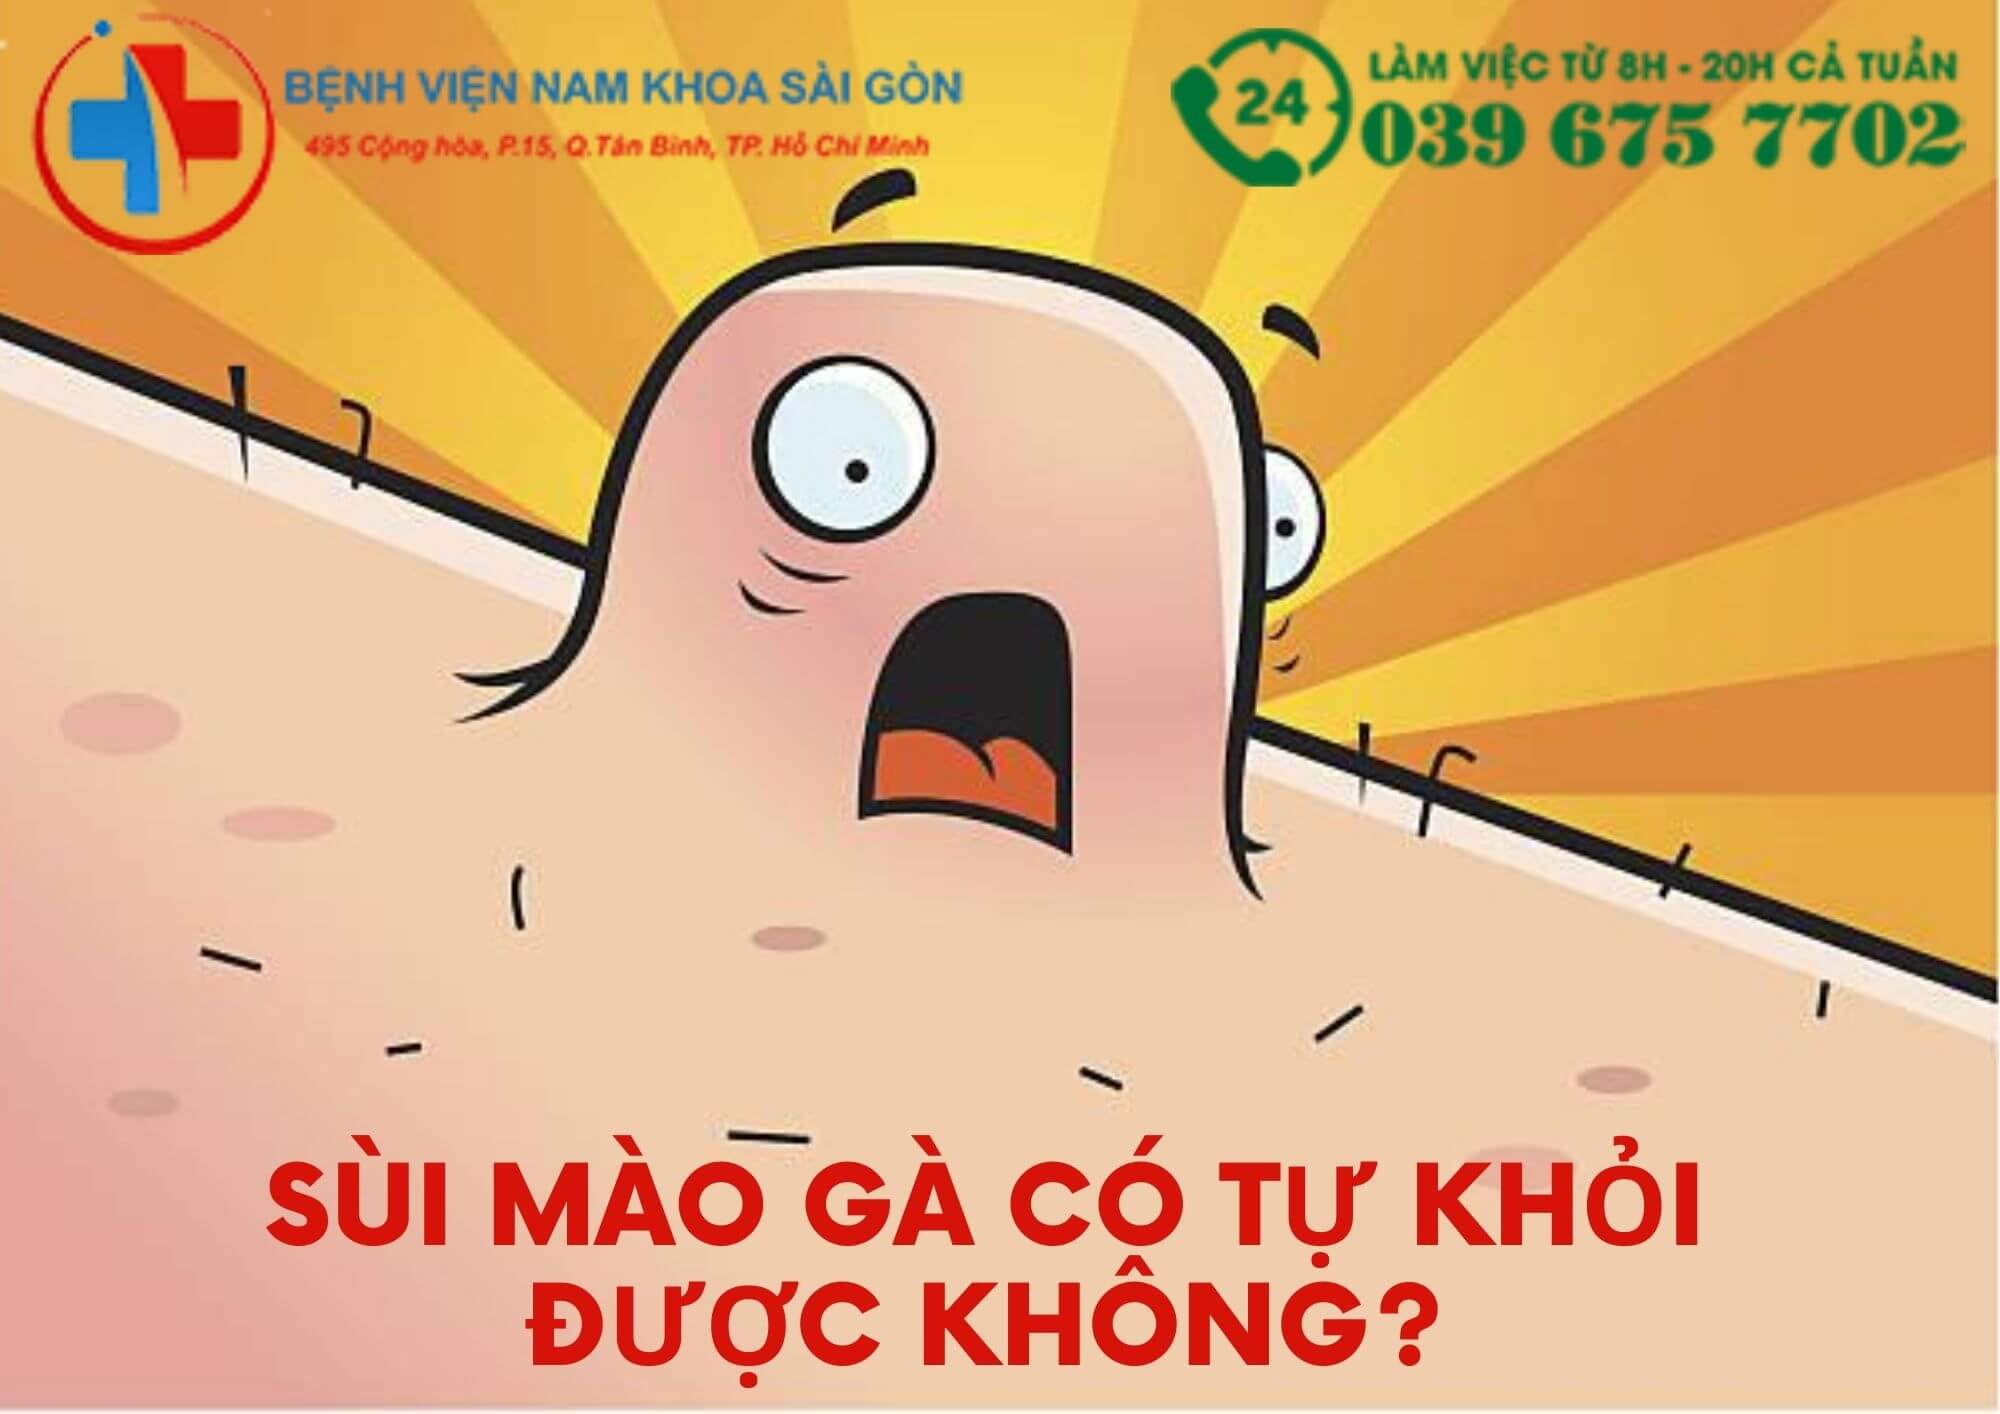 BỆNH VIỆN NAM KHOA SÀI GÒN
495 Cộng hòa, P.15, Q.Tân Bình, TP. Hồ Chí Minh
24
LÀM VIỆC TỪ 8H - 20H CẢ TUẦN
039 675 7702
SÙI MÀO GÀ CÓ TỰ KHỎI
ĐƯỢC KHÔNG?